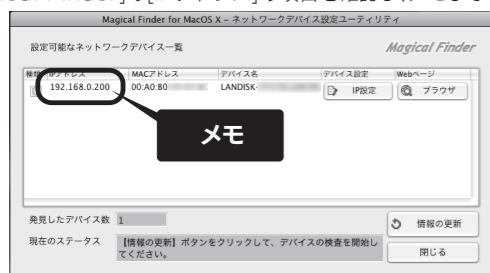 Magical Finder for MacOS X – ネットワークデバイス設定ユーティリティ
設定可能なネットワークデバイス一覧
Magical Finder
IPアドレス MACアドレス デバイス名 デバイス設定 Webページ
192.168.0.200 00:A0:B0 LANDISK- IP設定 ブラウザ
メモ
発見したデバイス数 1
情報の更新
現在のステータス 【情報の更新】ボタンをクリックして、デバイスの検査を開始し
てください。
閉じる